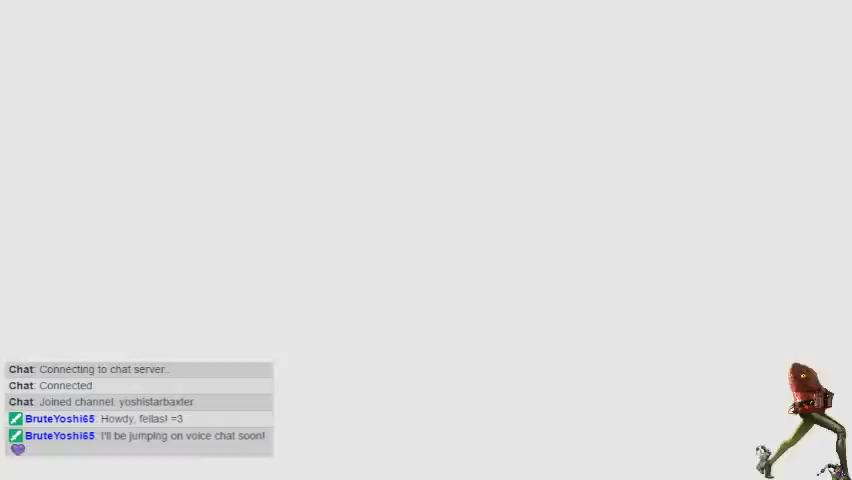 Chat: Connecting to chat server..
Chat: Connected
Chat: Joined channel: yoshistarbaxter.
BruteYoshi65: Howdy, fellas! =3
BruteYoshi65: I'll be jumping on voice chat soon!